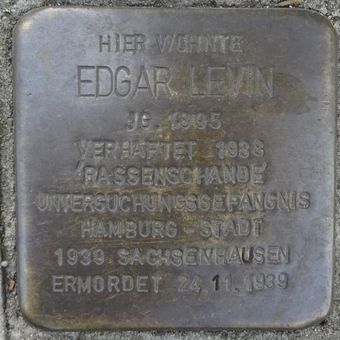 HIER WOHNTE
EDGAR LEVIN
JG. 1895
VERHAFTET 1938
'RASSENSCHANDE'
UNTERSUCHUNGSGEFÄNGNIS
HAMBURG-STADT
1939 SACHSENHAUSEN
ERMORDET 24.11.1939